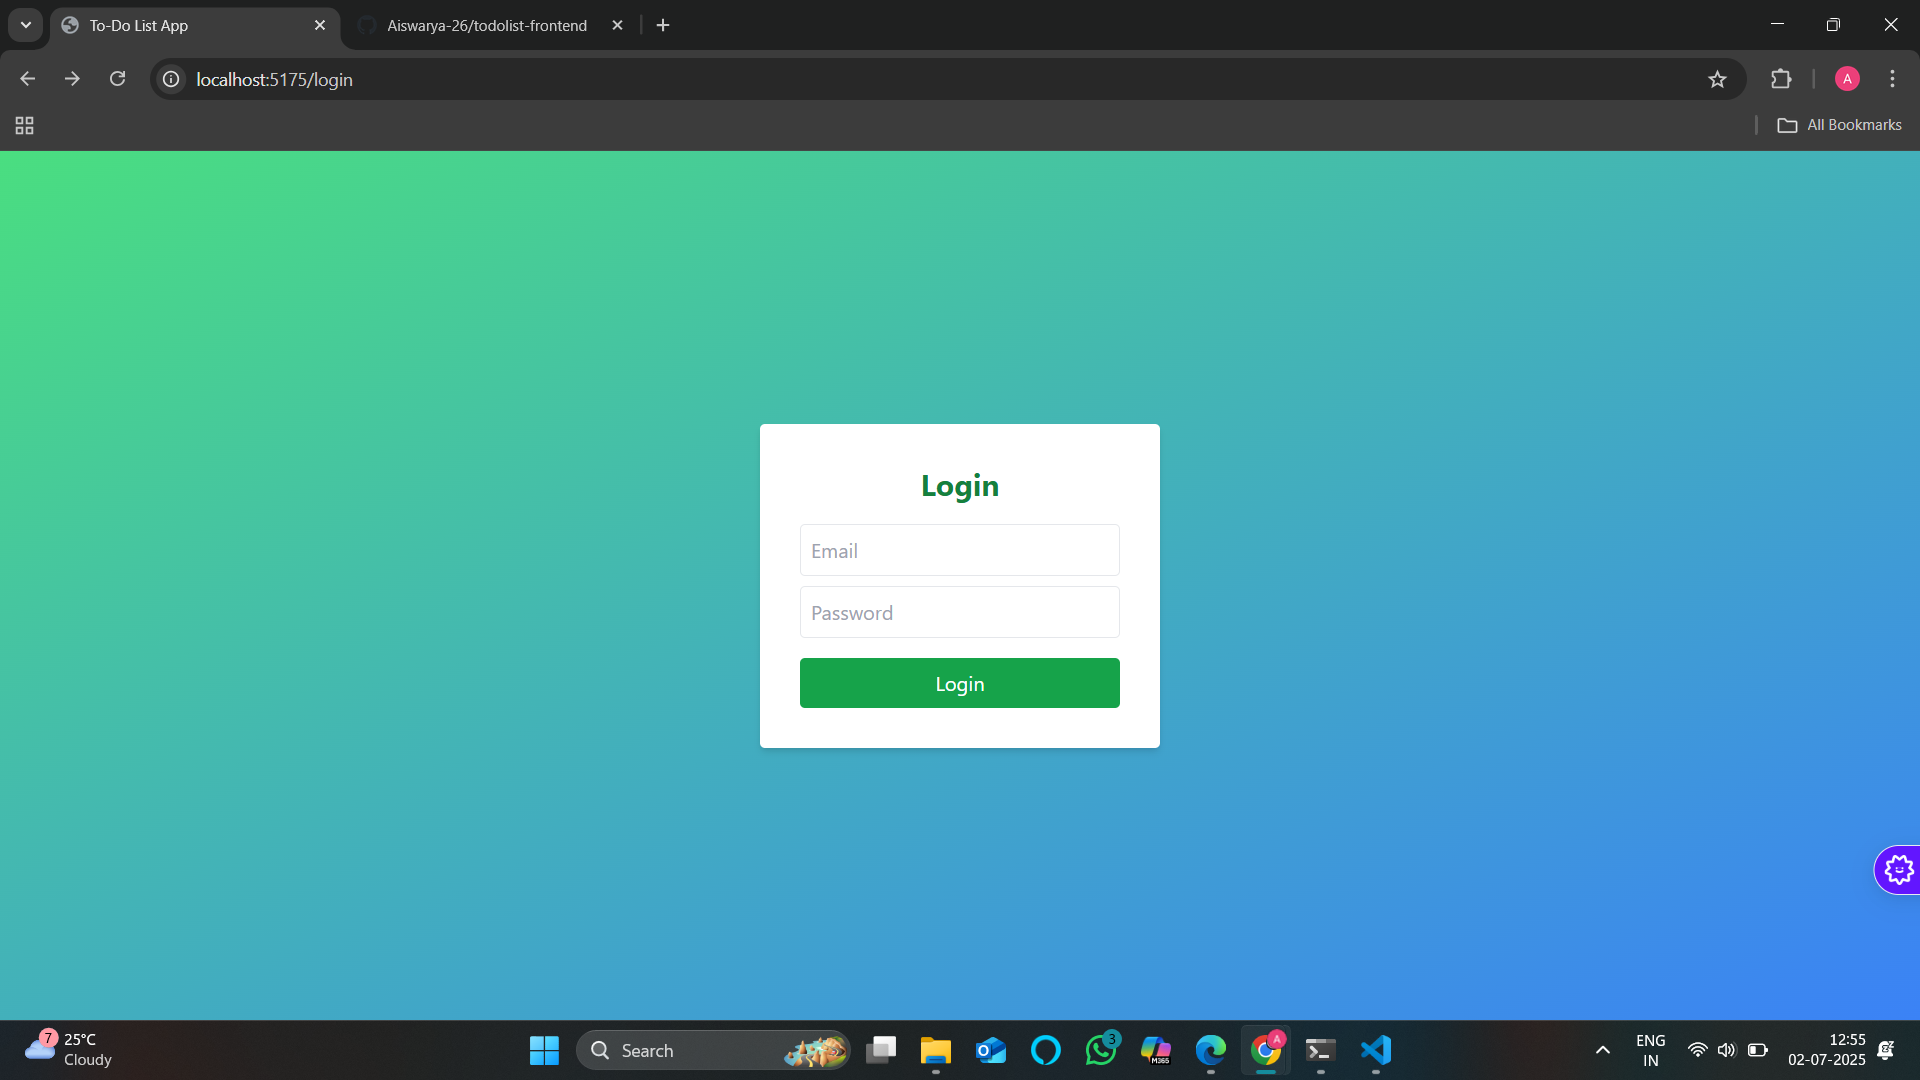 To-Do List App
Aiswarya-26/todolist-frontend
localhost:5175/login
A
All Bookmarks
Login
Email
Password
Login
7
25°C
Cloudy
Search
O
3
M365
A
ENG
IN
12:55
02-07-2025